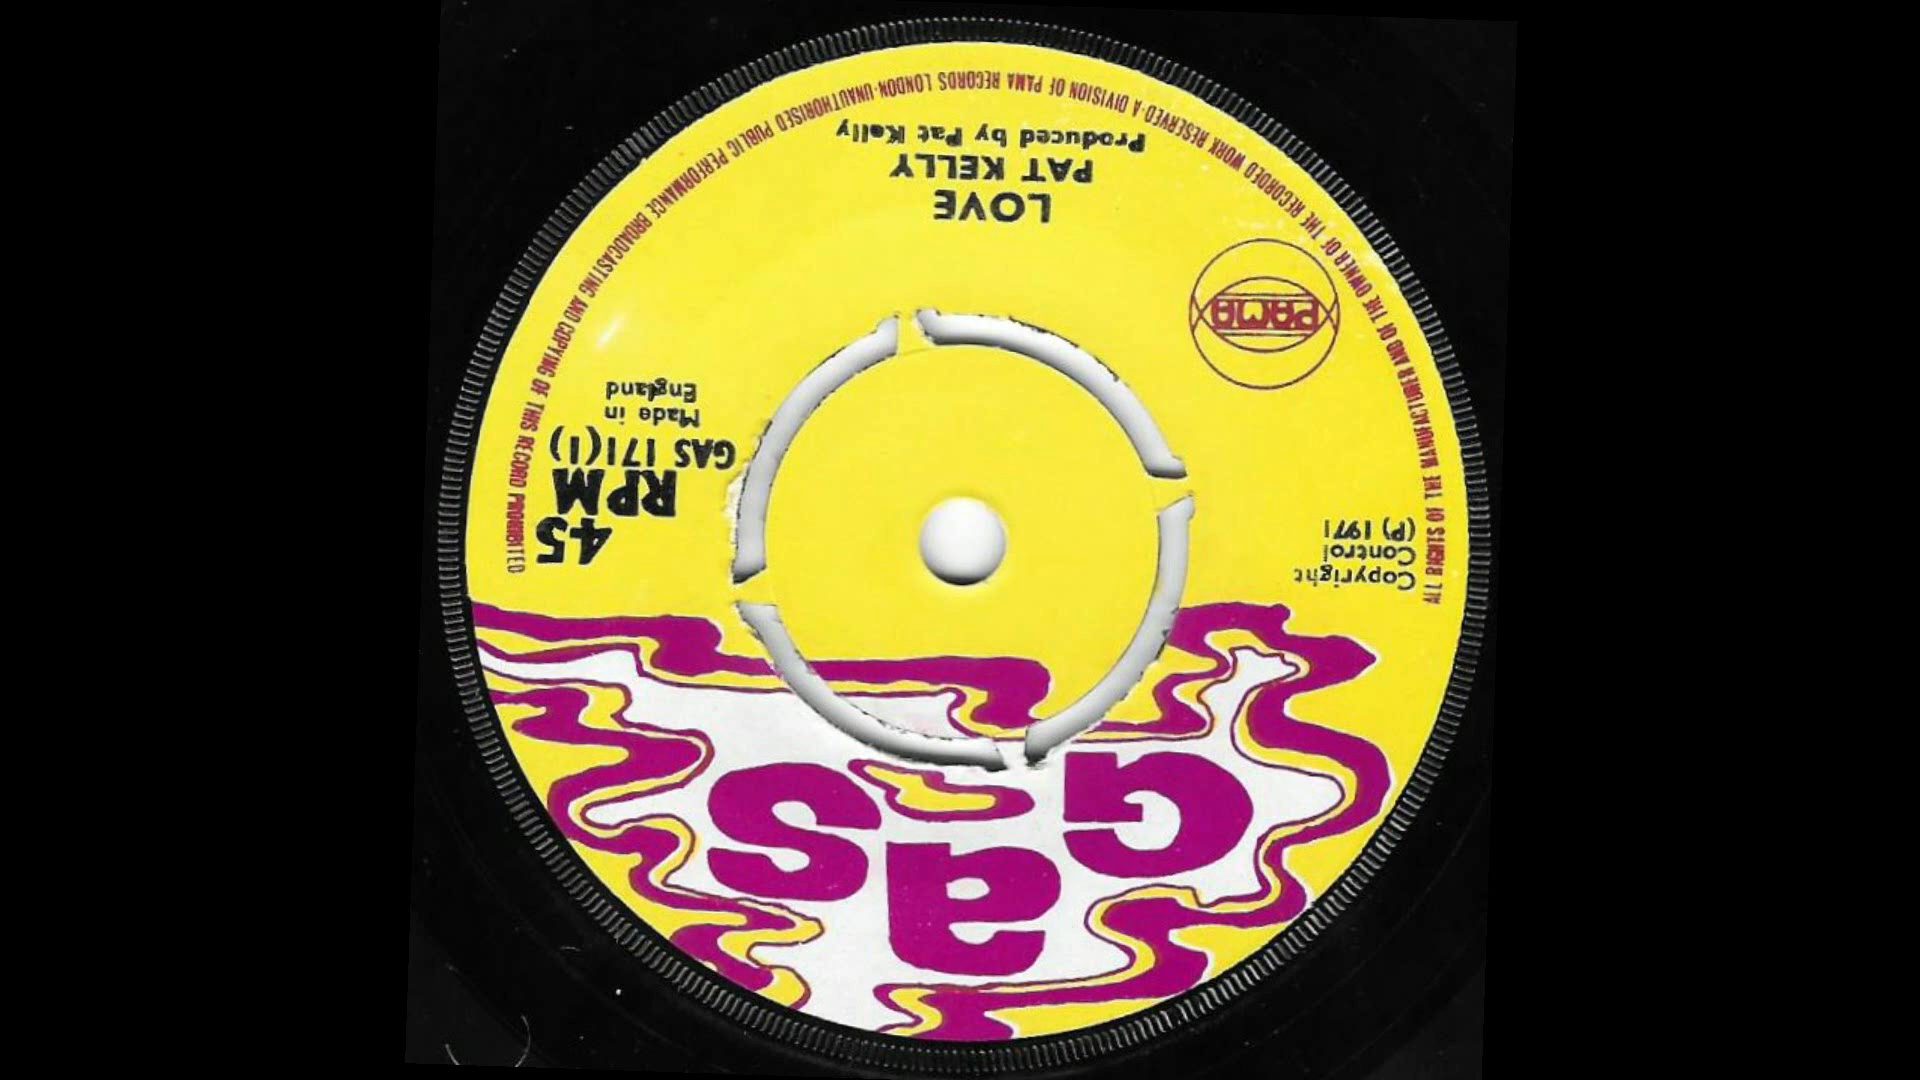 Gas
Copyright
Contro
(P) 1971
45
RPM
GAS 171(1)
Made in
England
PAMA
LOVE
PAT KELLY
Produced by Pat Kelly
ALL RIGHTS OF THE MANUFACTURER AND OF THE OWNER OF THE RECORDED WORK RESERVED·A DIVISION OF PAMA RECORDS LONDON·UNAUTHORISED PUBLIC PERFORMANCE BROADCASTING AND COPYING OF THIS RECORD PROHIBITED